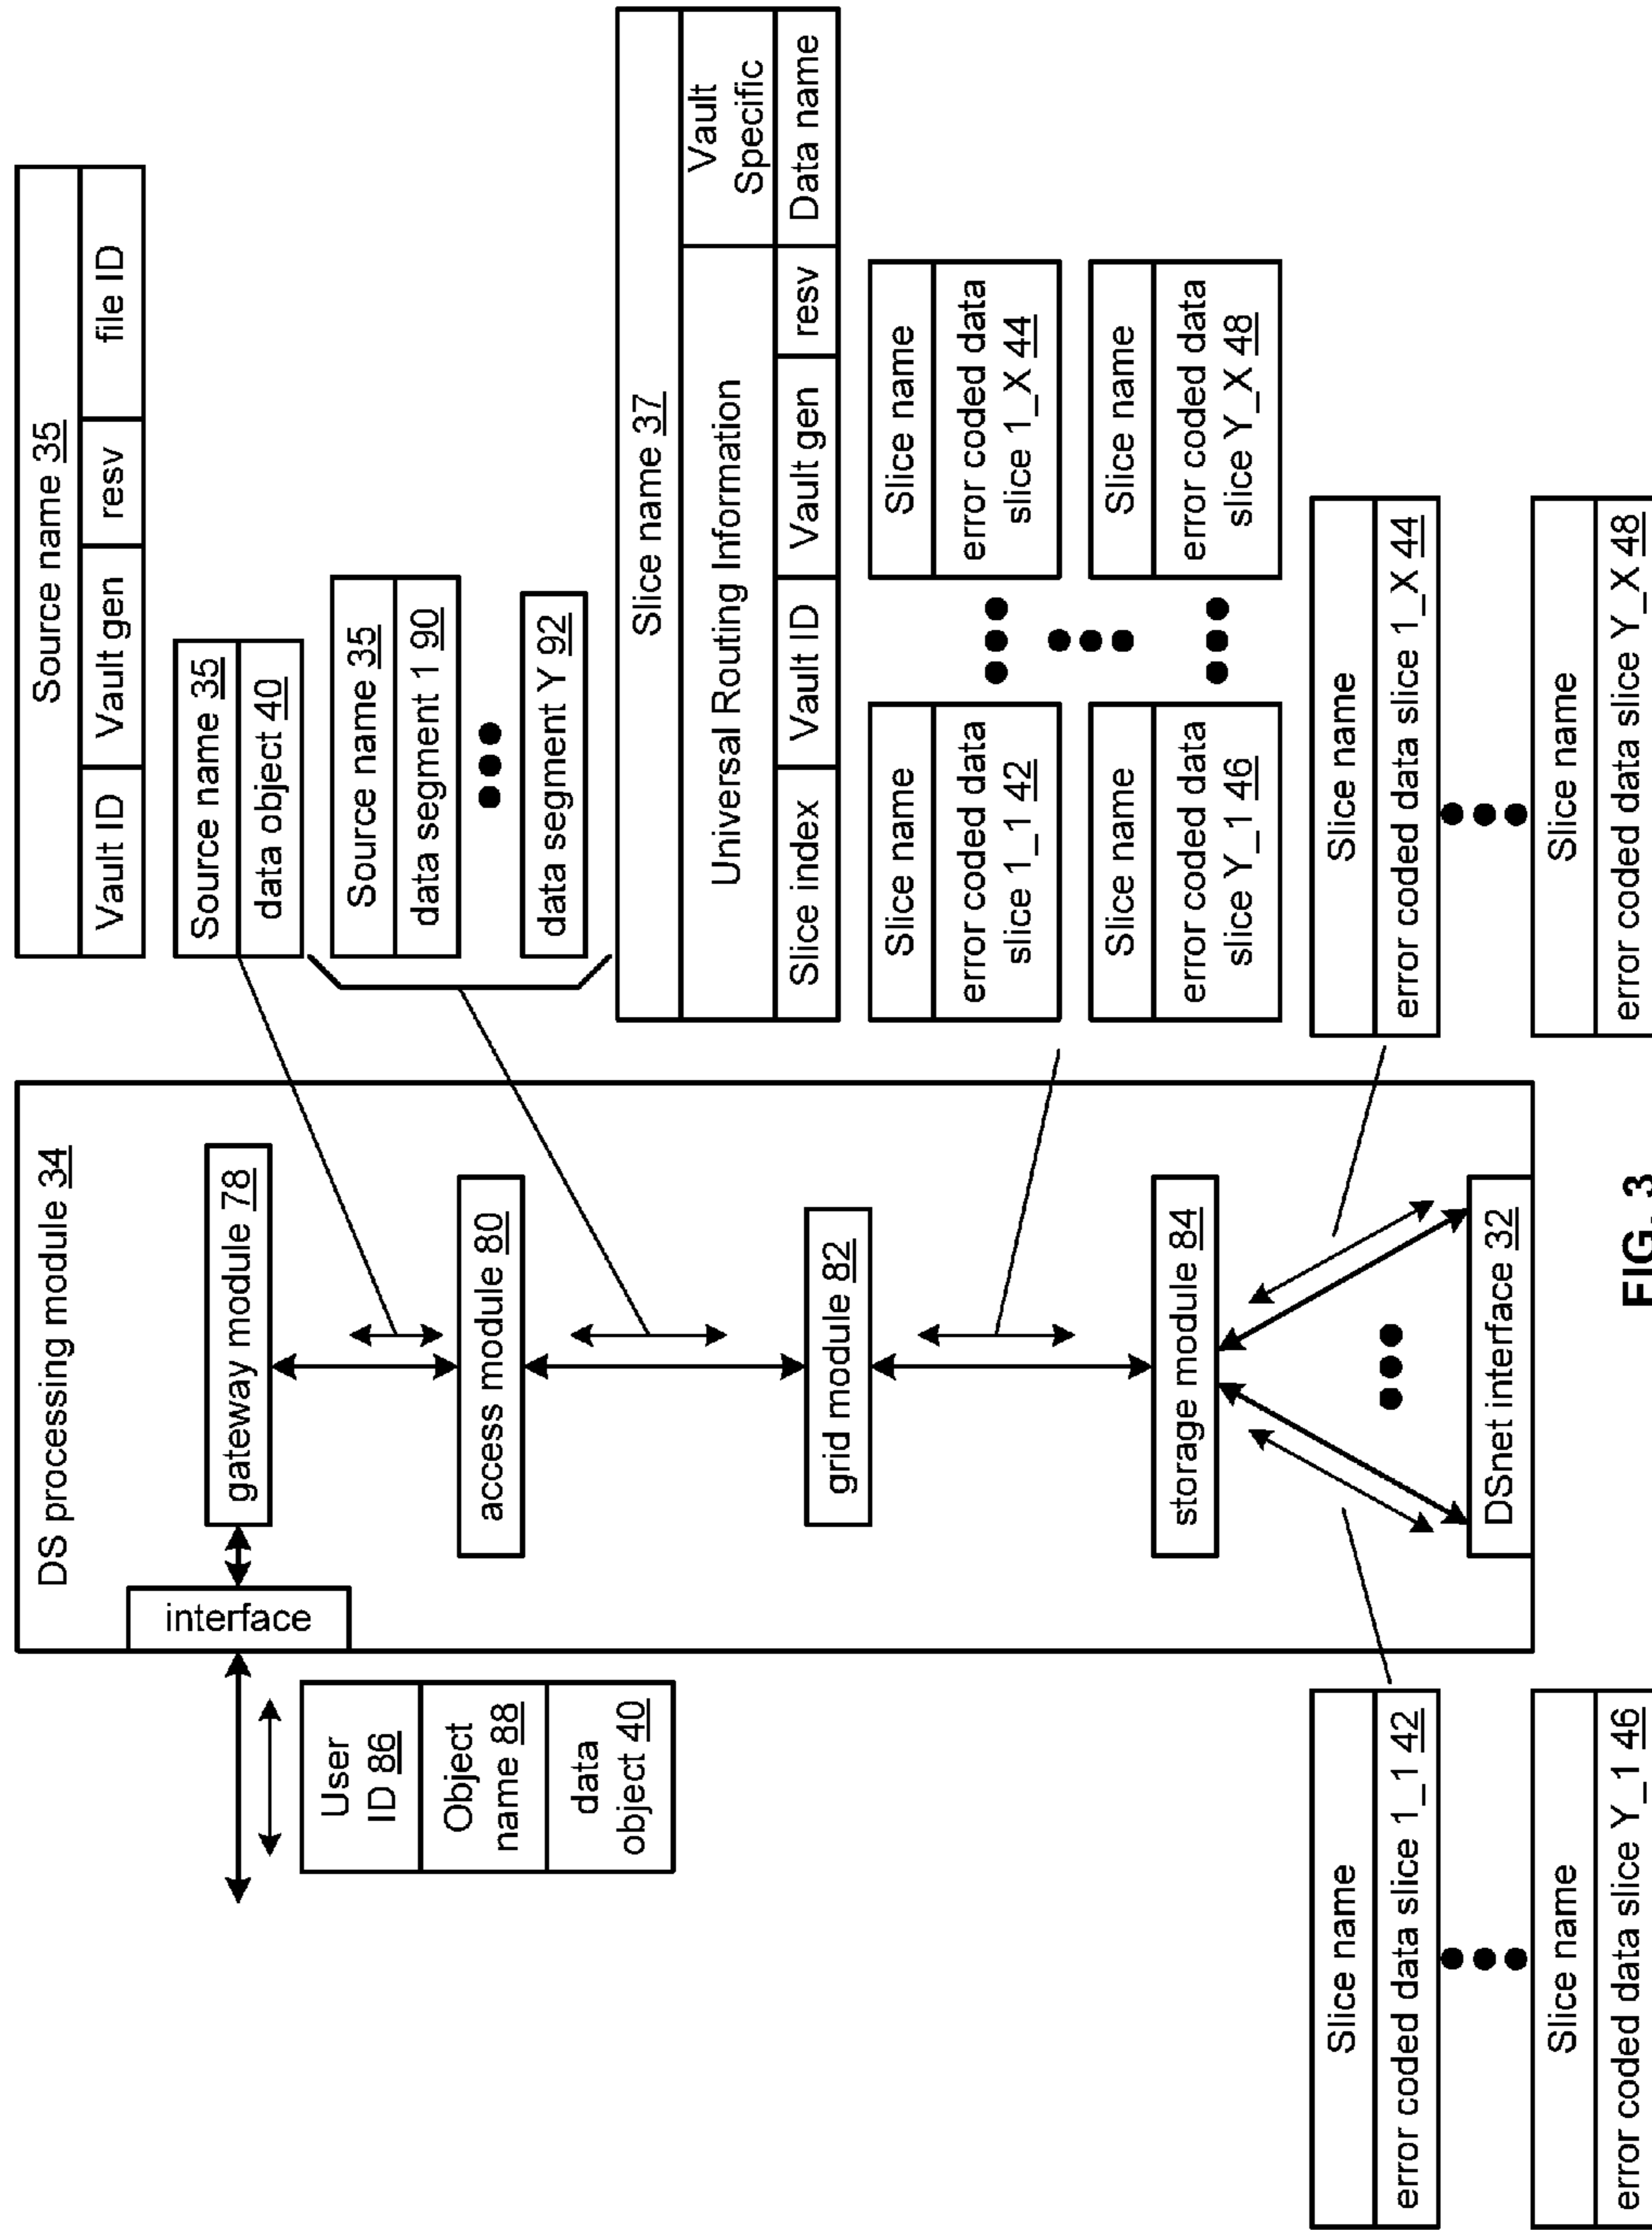 DS processing module 34
interface
User
ID 86
Object
name 88
data
object 40
gateway module 78
access module 80
grid module 82
storage module 84
DSnet interface 32
Source name 35
Vault ID
Vault gen
resv
file ID
Source name 35
data object 40
Source name 35
data segment 1 90
data segment Y 92
Slice name 37
Universal Routing Information
Vault
Specific
Slice index
Vault ID
Vault gen
resv
Data name
Slice name
error coded data
slice 1_1 42
Slice name
error coded data
slice 1_X 44
Slice name
error coded data
slice Y_1 46
Slice name
error coded data
slice Y_X 48
Slice name
error coded data slice 1_1 42
Slice name
error coded data slice Y_1 46
Slice name
error coded data slice 1_X 44
Slice name
error coded data slice Y_X 48
FIG. 3